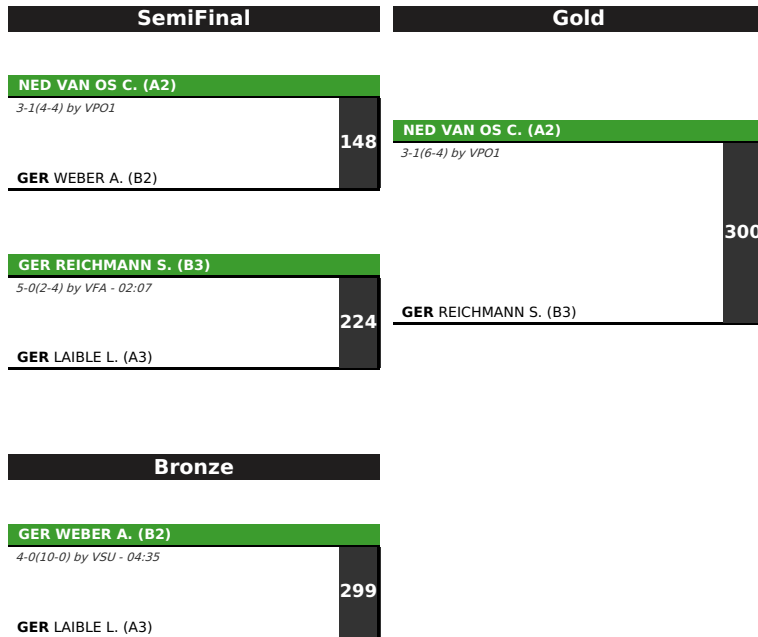 SemiFinal
NED VAN OS C. (A2)
3-1(4-4) by VPO1
148
GER WEBER A. (B2)
GER REICHMANN S. (B3)
5-0(2-4) by VFA - 02:07
224
GER LAIBLE L. (A3)
Gold
NED VAN OS C. (A2)
3-1(6-4) by VPO1
300
GER REICHMANN S. (B3)
Bronze
GER WEBER A. (B2)
4-0(10-0) by VSU - 04:35
299
GER LAIBLE L. (A3)